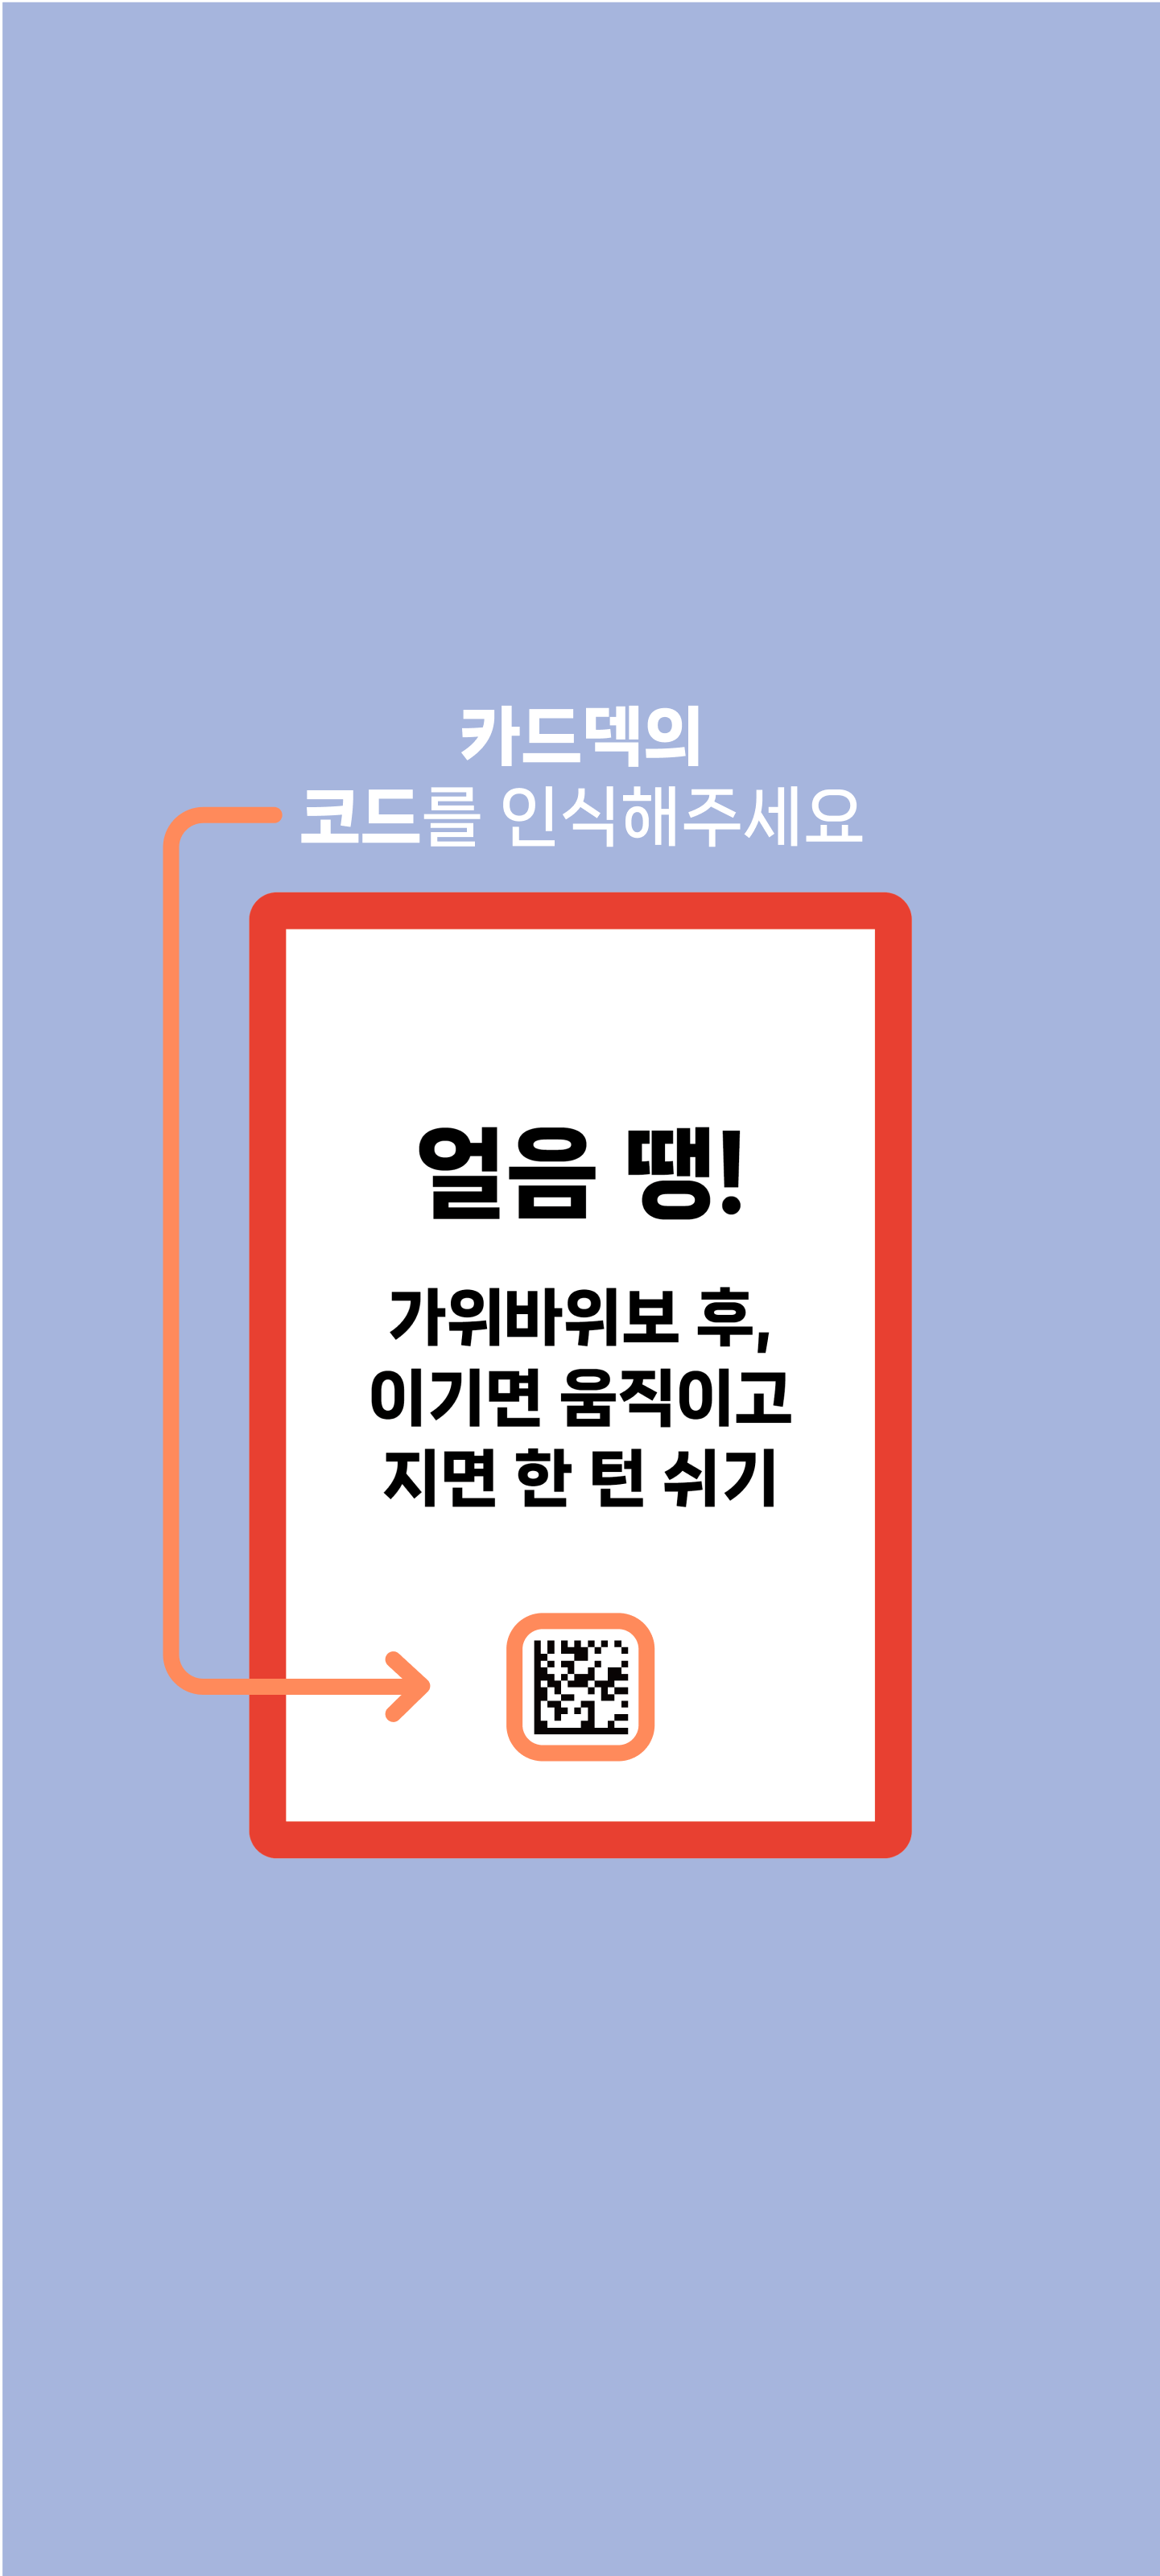 카드덱의
코드를 인식해주세요
얼음 땡!
가위바위보 후,
이기면 움직이고
지면 한 턴 쉬기